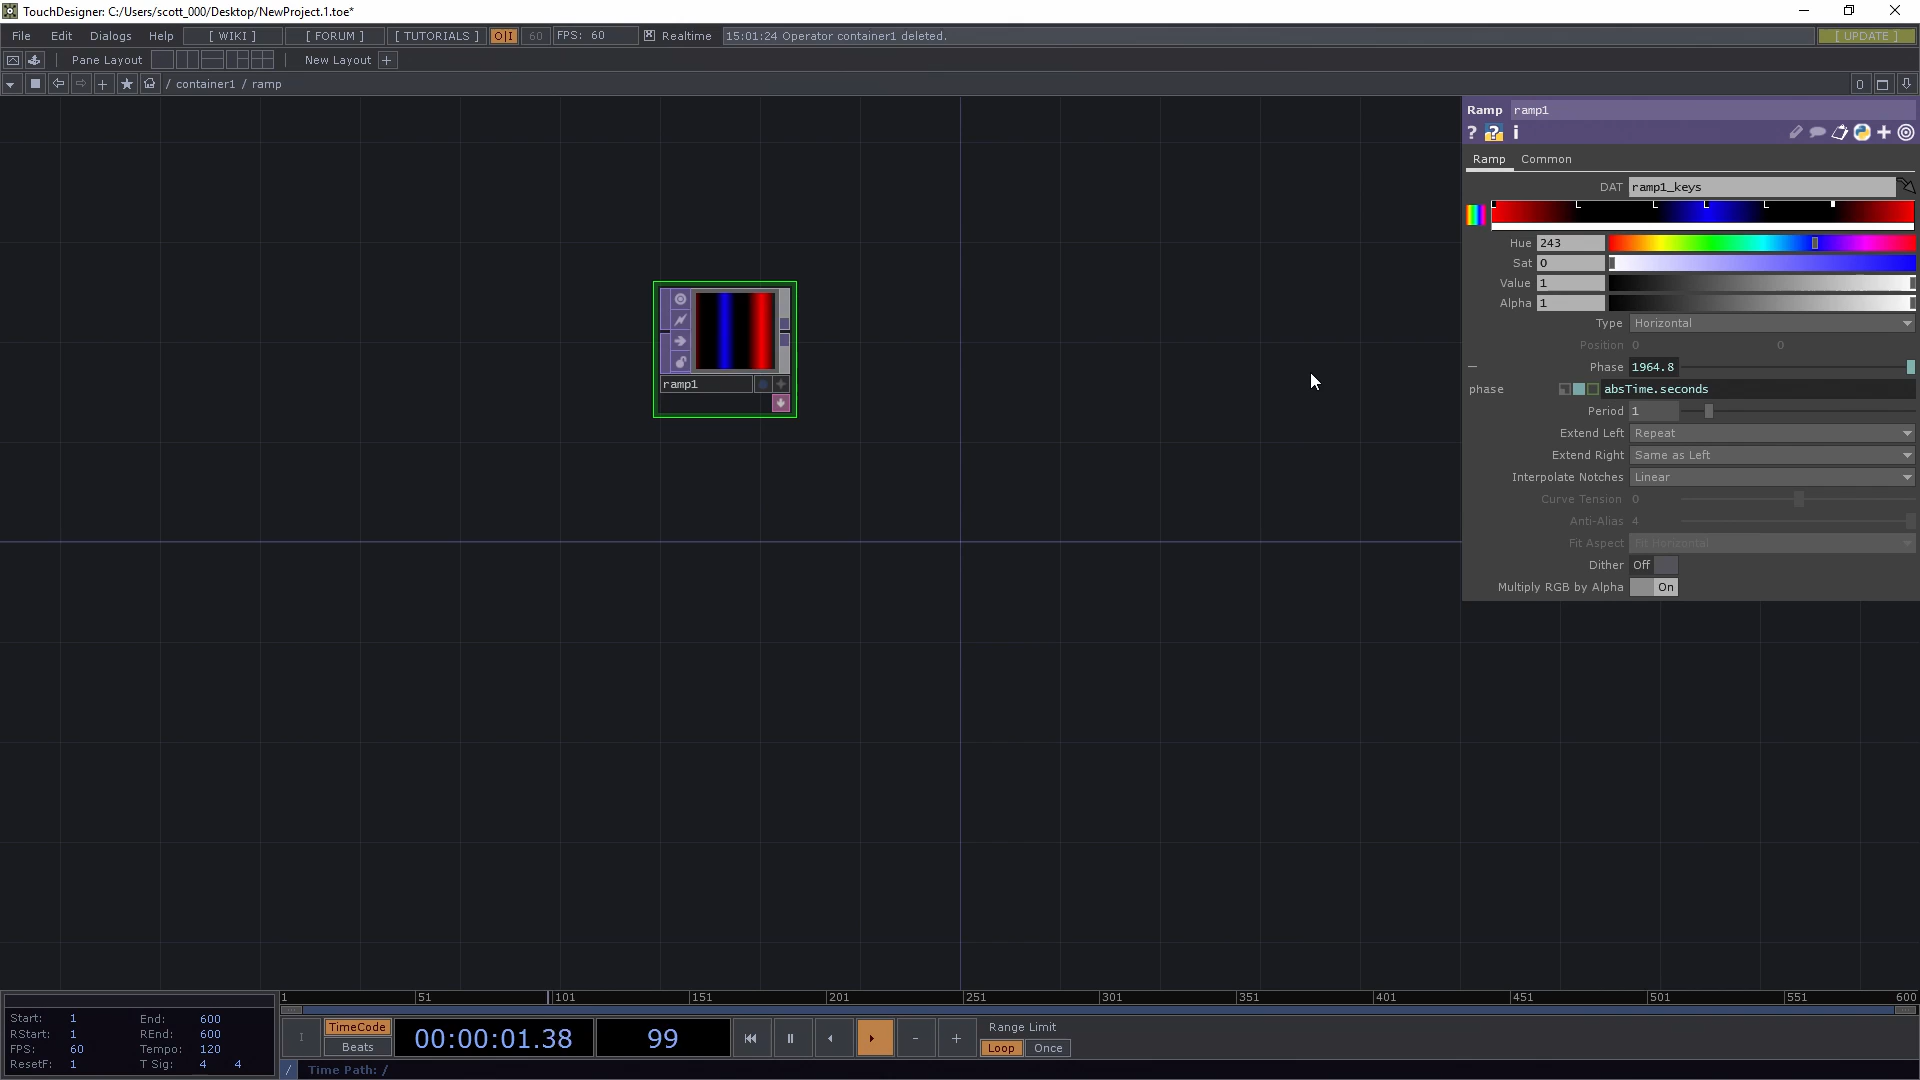 TouchDesigner: C:/Users/scott_000/Desktop/NewProject.1.toe*
File Edit Dialogs Help [ WIKI ] [ FORUM ] [ TUTORIALS ] O|I 60 FPS: 60 Realtime 15:01:24 Operator container1 deleted. [ UPDATE ]
Pane Layout New Layout +
/ container1 / ramp 0
Ramp ramp1
? ? i
Ramp Common
DAT ramp1_keys
Hue 243
Sat 0
Value 1
Alpha 1
Type Horizontal
Position 0 0
Phase 1964.8
phase absTime.seconds
Period 1
Extend Left Repeat
Extend Right Same as Left
Interpolate Notches Linear
Curve Tension 0
Anti-Alias 4
Fit Aspect Fit Horizontal
Dither Off
Multiply RGB by Alpha On
ramp1
1 51 101 151 201 251 301 351 401 451 501 551 600
Start: 1 End: 600
RStart: 1 REnd: 600
FPS: 60 Tempo: 120
ResetF: 1 T Sig: 4 4
I TimeCode Beats 00:00:01.38 99 - + Range Limit
Loop Once
/ Time Path: /